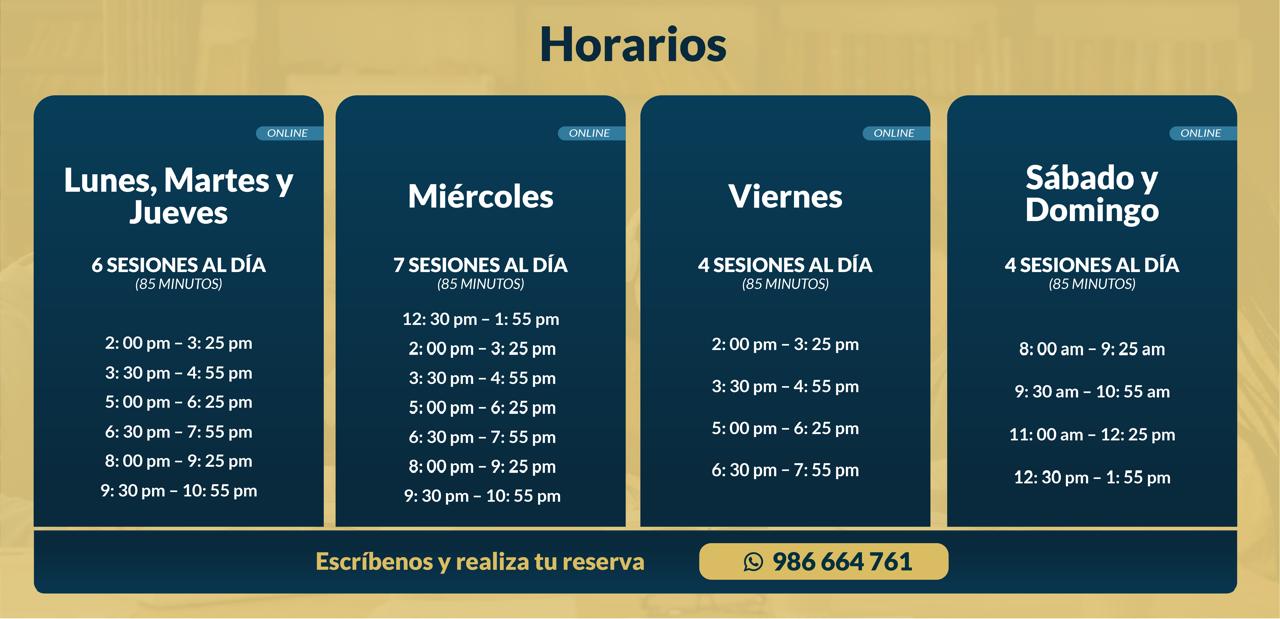 Horarios
ONLINE
Lunes, Martes y
Jueves
6 SESIONES AL DÍA
(85 MINUTOS)
2: 00 pm – 3: 25 pm
3: 30 pm – 4: 55 pm
5: 00 pm – 6: 25 pm
6: 30 pm – 7: 55 pm
8: 00 pm – 9: 25 pm
9: 30 pm – 10: 55 pm
ONLINE
Miércoles
7 SESIONES AL DÍA
(85 MINUTOS)
12: 30 pm – 1: 55 pm
2: 00 pm – 3: 25 pm
3: 30 pm – 4: 55 pm
5: 00 pm – 6: 25 pm
6: 30 pm – 7: 55 pm
8: 00 pm – 9: 25 pm
9: 30 pm – 10: 55 pm
ONLINE
Viernes
4 SESIONES AL DÍA
(85 MINUTOS)
2: 00 pm – 3: 25 pm
3: 30 pm – 4: 55 pm
5: 00 pm – 6: 25 pm
6: 30 pm – 7: 55 pm
ONLINE
Sábado y
Domingo
4 SESIONES AL DÍA
(85 MINUTOS)
8: 00 am – 9: 25 am
9: 30 am – 10: 55 am
11: 00 am – 12: 25 pm
12: 30 pm – 1: 55 pm
Escríbenos y realiza tu reserva
986 664 761